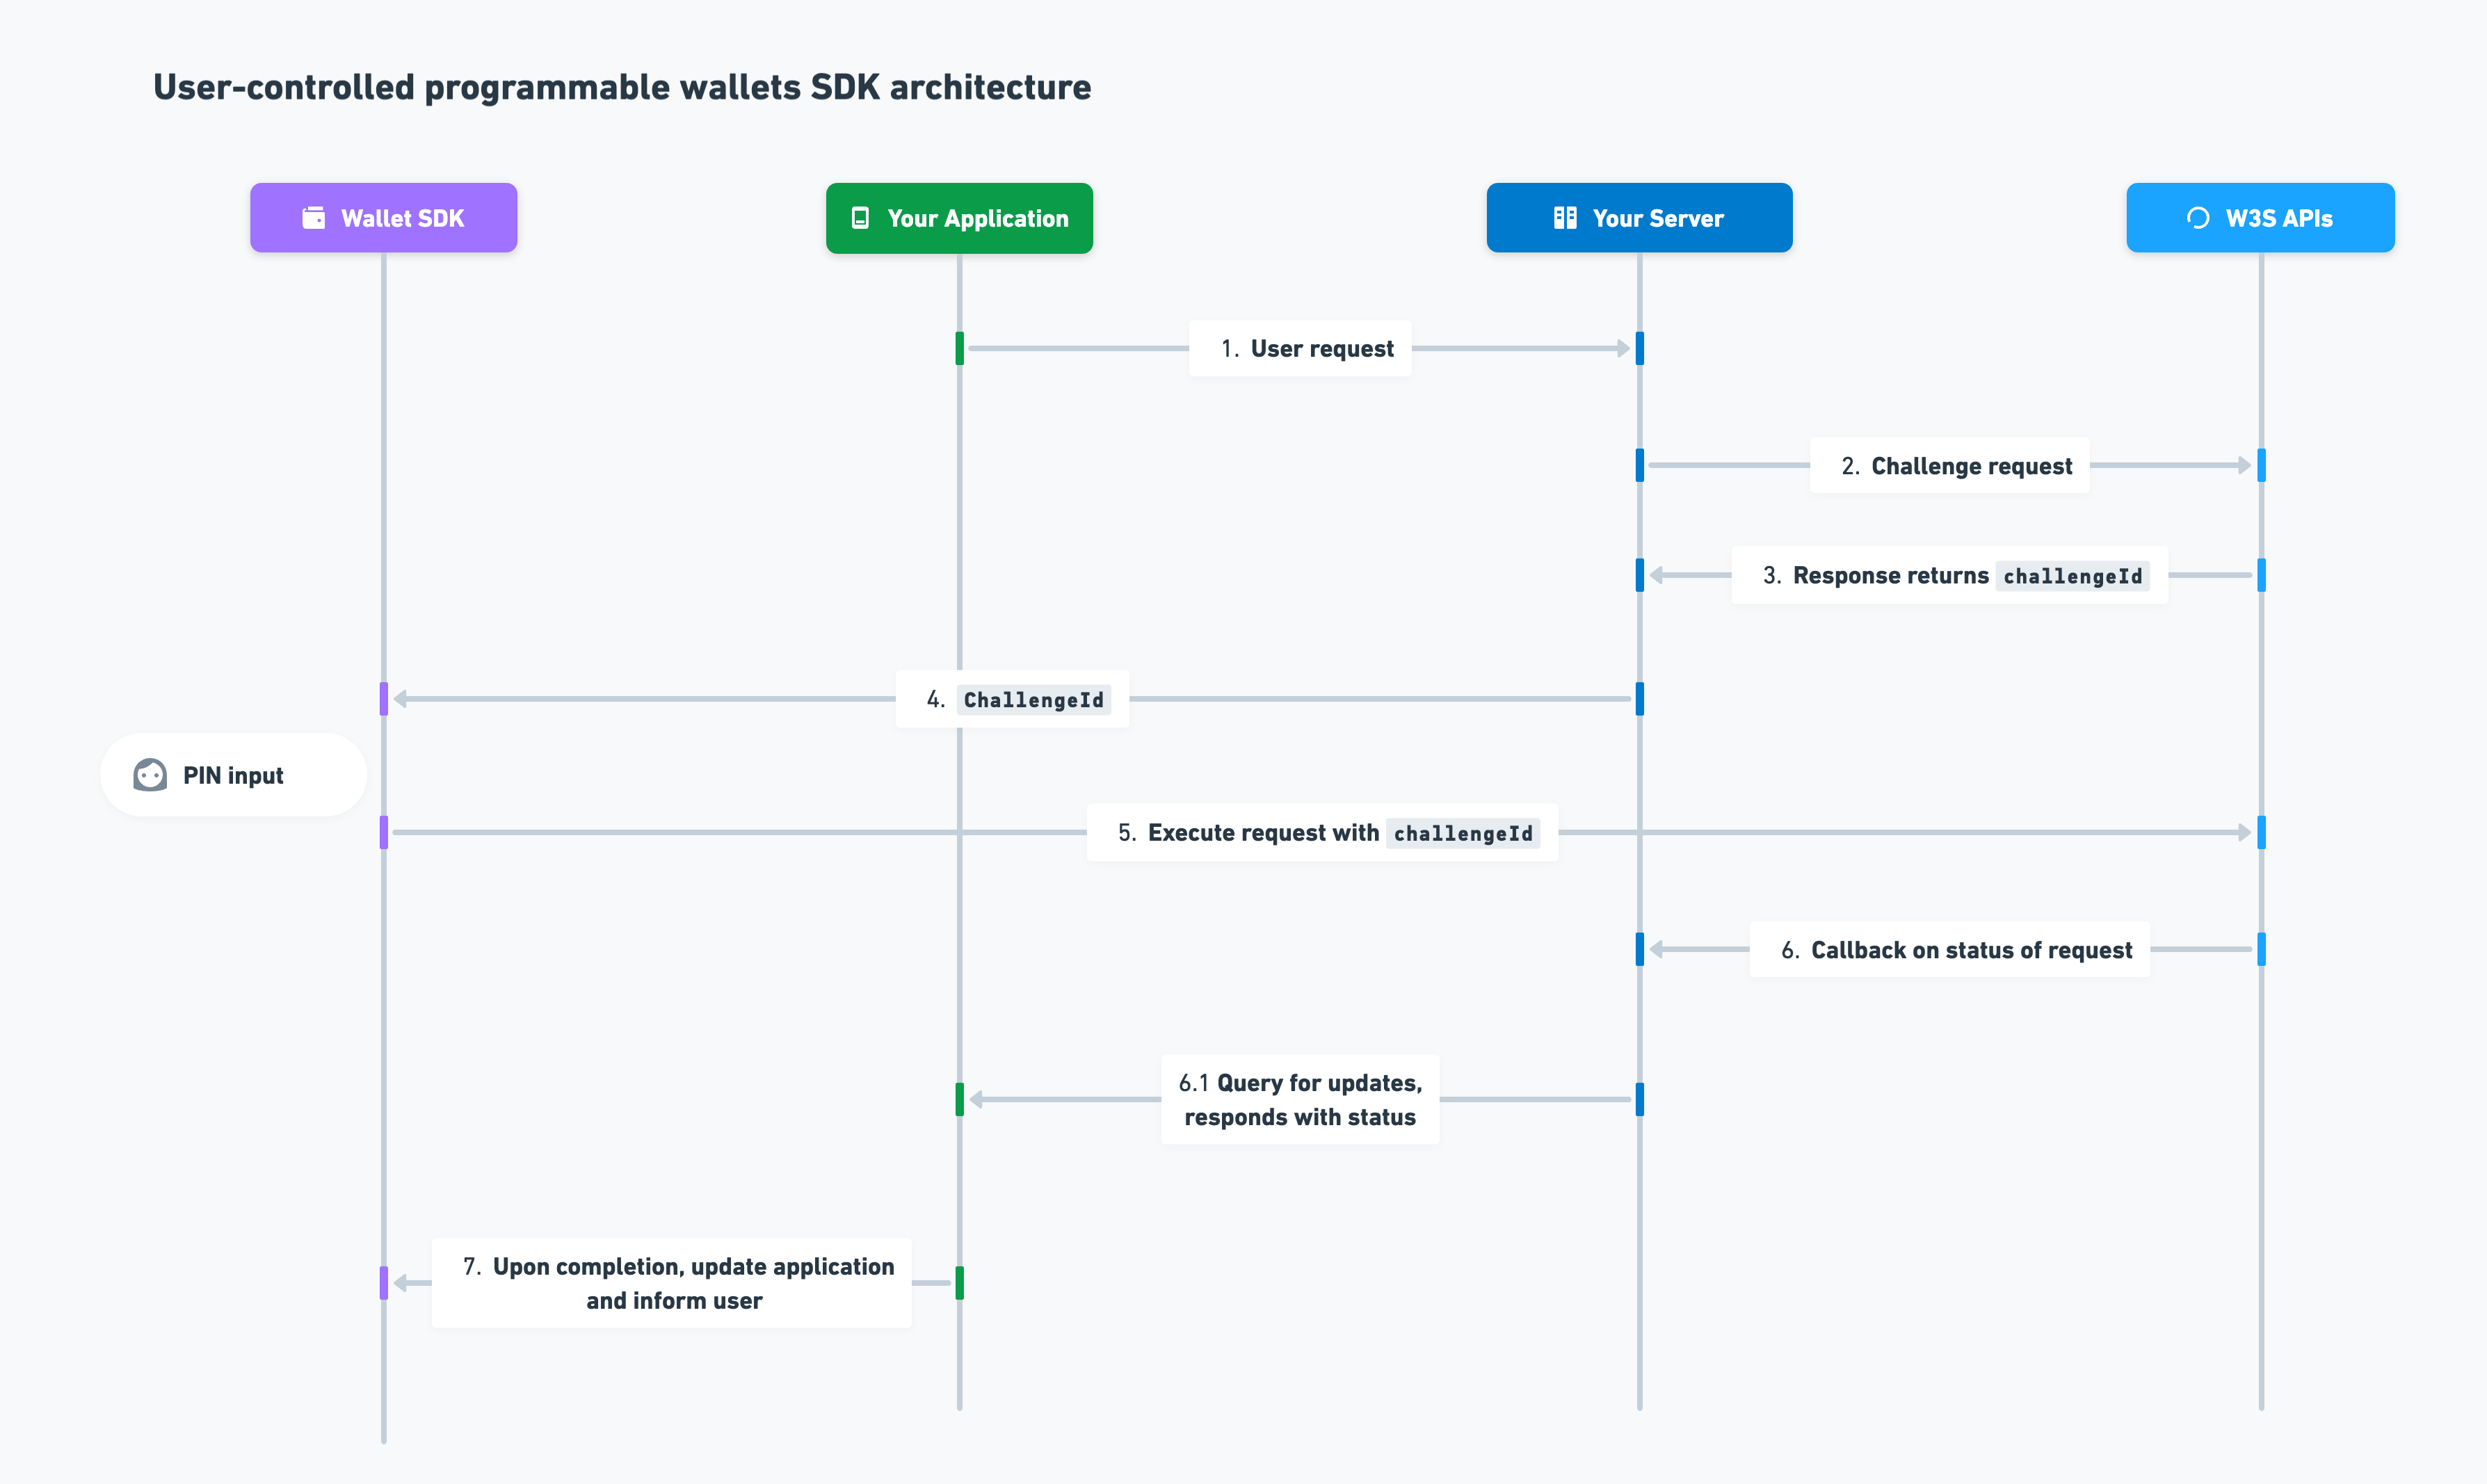 User-controlled programmable wallets SDK architecture
Wallet SDK
Your Application
Your Server
W3S APIs
1. User request
2. Challenge request
3. Response returns challengeId
4. ChallengeId
PIN input
5. Execute request with challengeId
6. Callback on status of request
6.1 Query for updates,
responds with status
7. Upon completion, update application
and inform user